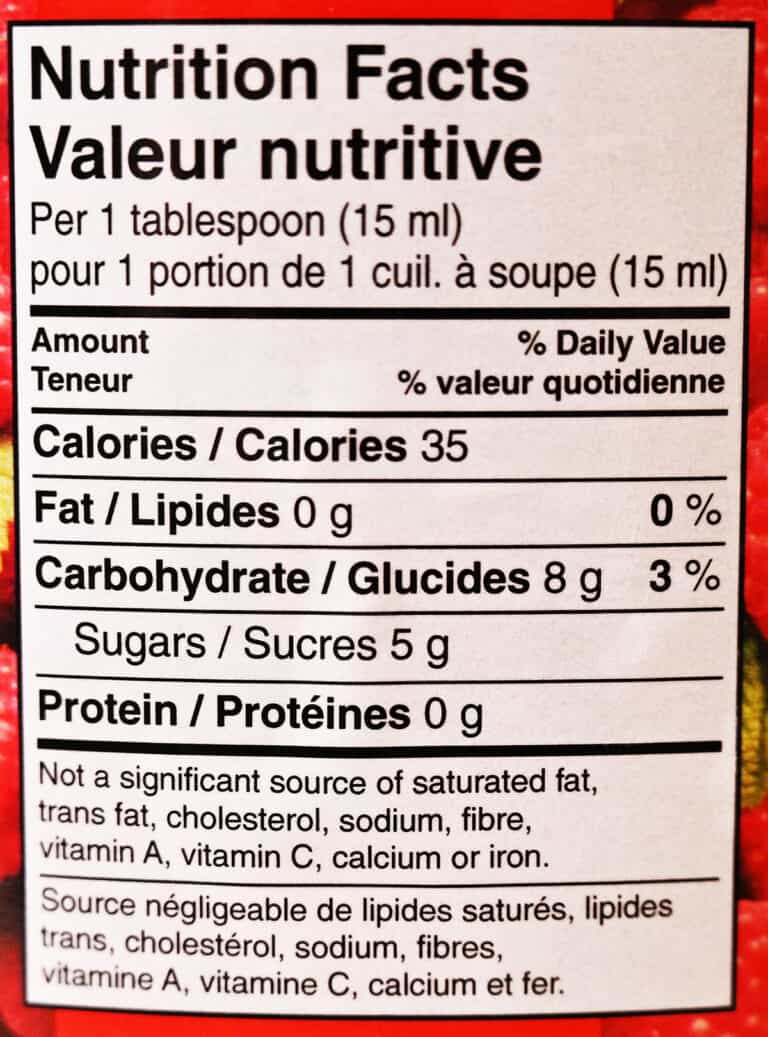 Nutrition Facts
Valeur nutritive
Per 1 tablespoon (15 ml)
pour 1 portion de 1 cuil. à soupe (15 ml)
Amount % Daily Value
Teneur % valeur quotidienne
Calories / Calories 35
Fat / Lipides 0 g 0 %
Carbohydrate / Glucides 8 g 3 %
Sugars / Sucres 5 g
Protein / Protéines 0 g
Not a significant source of saturated fat,
trans fat, cholesterol, sodium, fibre,
vitamin A, vitamin C, calcium or iron.
Source négligeable de lipides saturés, lipides
trans, cholestérol, sodium, fibres,
vitamine A, vitamine C, calcium et fer.